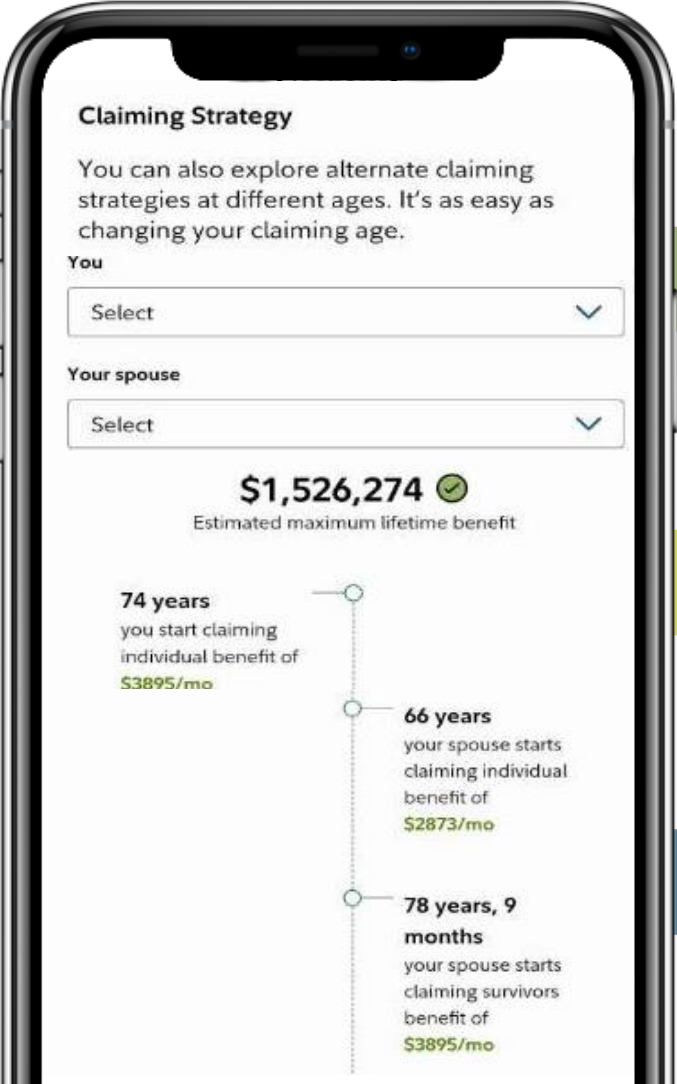 Claiming Strategy
You can also explore alternate claiming
strategies at different ages. It's as easy as
changing your claiming age.
You
Select
Your spouse
Select
$1,526,274
Estimated maximum lifetime benefit
74 years
you start claiming
individual benefit of
$3895/mo
66 years
your spouse starts
claiming individual
benefit of
$2873/mo
78 years, 9
months
your spouse starts
claiming survivors
benefit of
$3895/mo